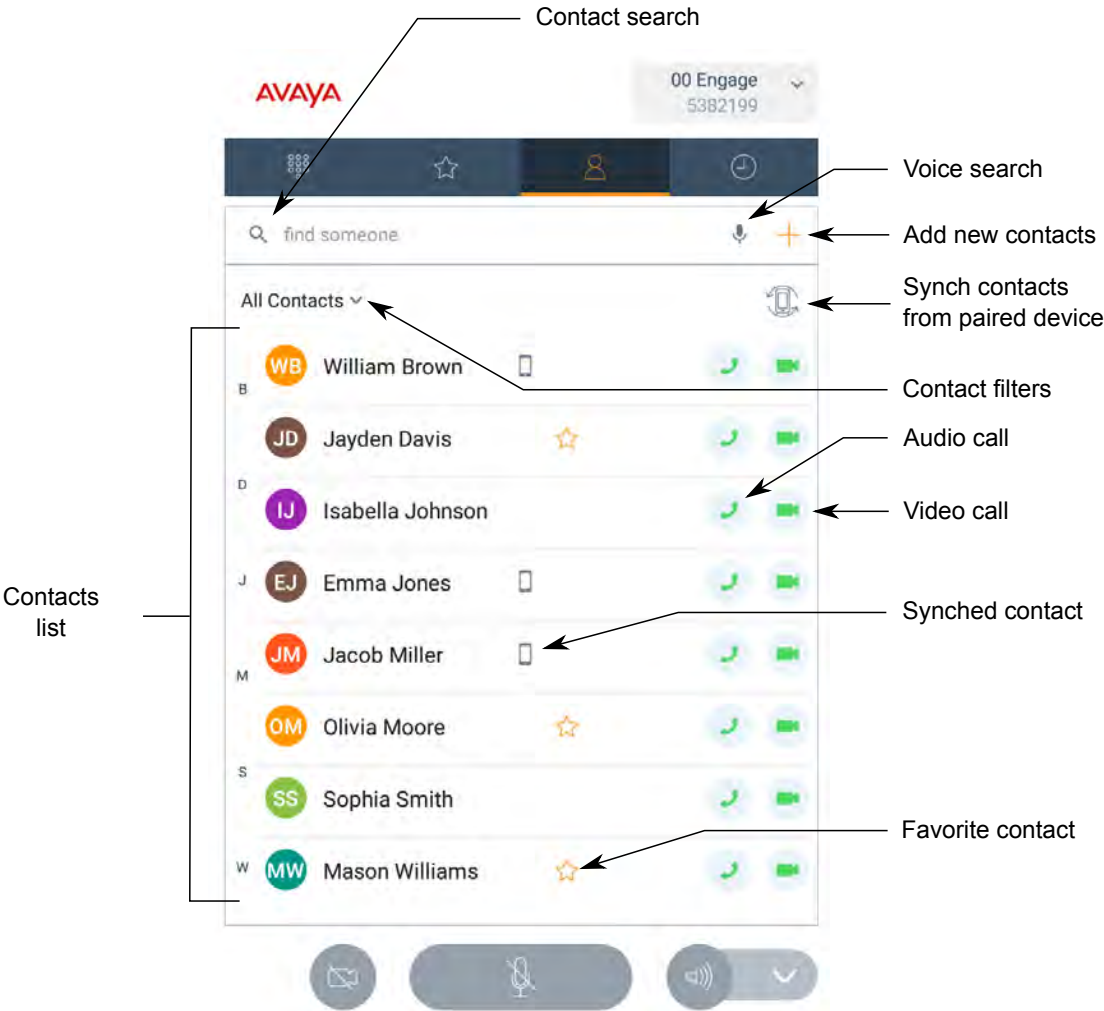 Contact search
AVAYA
00 Engage
5382199
Voice search
find someone
Add new contacts
All Contacts
Synch contacts
from paired device
WB William Brown
B
Contact filters
JD Jayden Davis
Audio call
D
IJ Isabella Johnson
Video call
J
EJ Emma Jones
Contacts
list
Synched contact
JM Jacob Miller
M
OM Olivia Moore
S
SS Sophia Smith
Favorite contact
W
MW Mason Williams